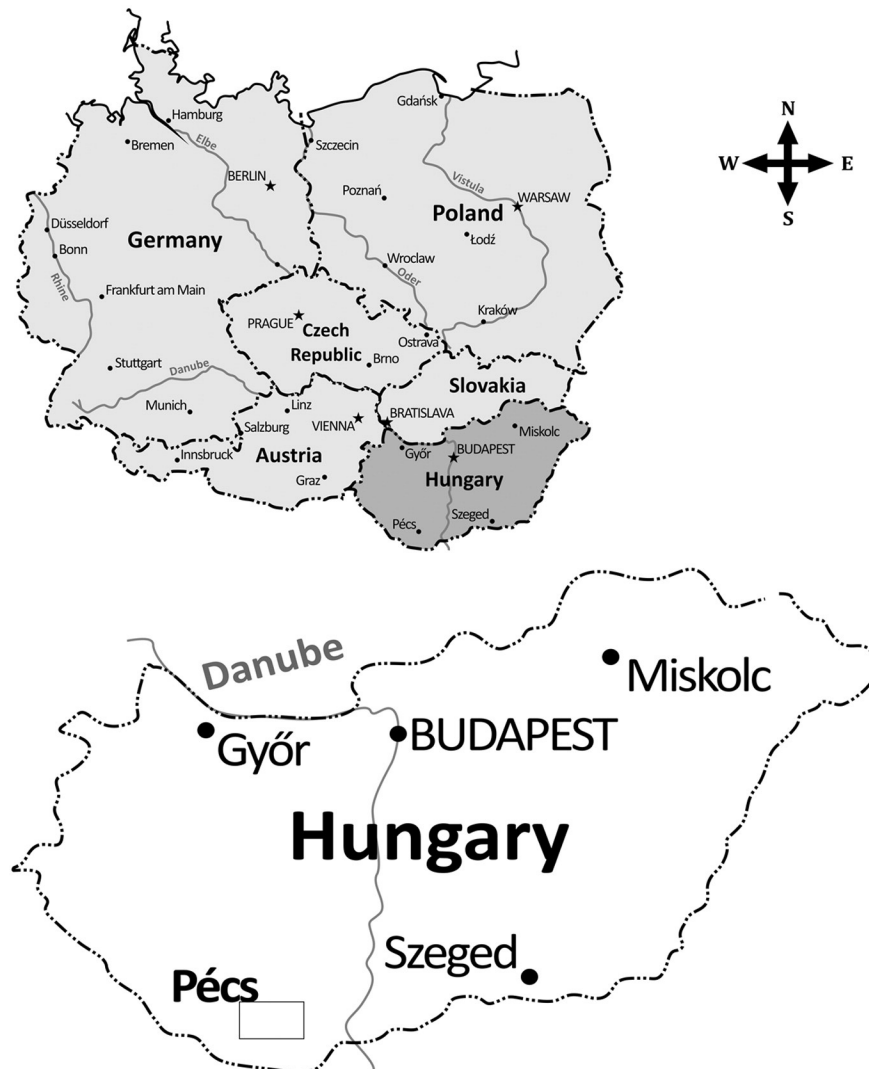 Hamburg
Gdańsk
N
Bremen
Elbe
Szczecin
W
E
BERLIN
Poznań
Vistula
WARSAW
S
Düsseldorf
Germany
Poland
Łódź
Bonn
Wroclaw
Oder
Rhine
Frankfurt am Main
PRAGUE
Czech
Republic
Kraków
Ostrava
Stuttgart
Danube
Brno
Slovakia
Munich
Linz
VIENNA
BRATISLAVA
Miskolc
Salzburg
Innsbruck
Austria
Győr
BUDAPEST
Graz
Hungary
Pécs
Szeged
Danube
Miskolc
Győr
BUDAPEST
Hungary
Szeged
Pécs